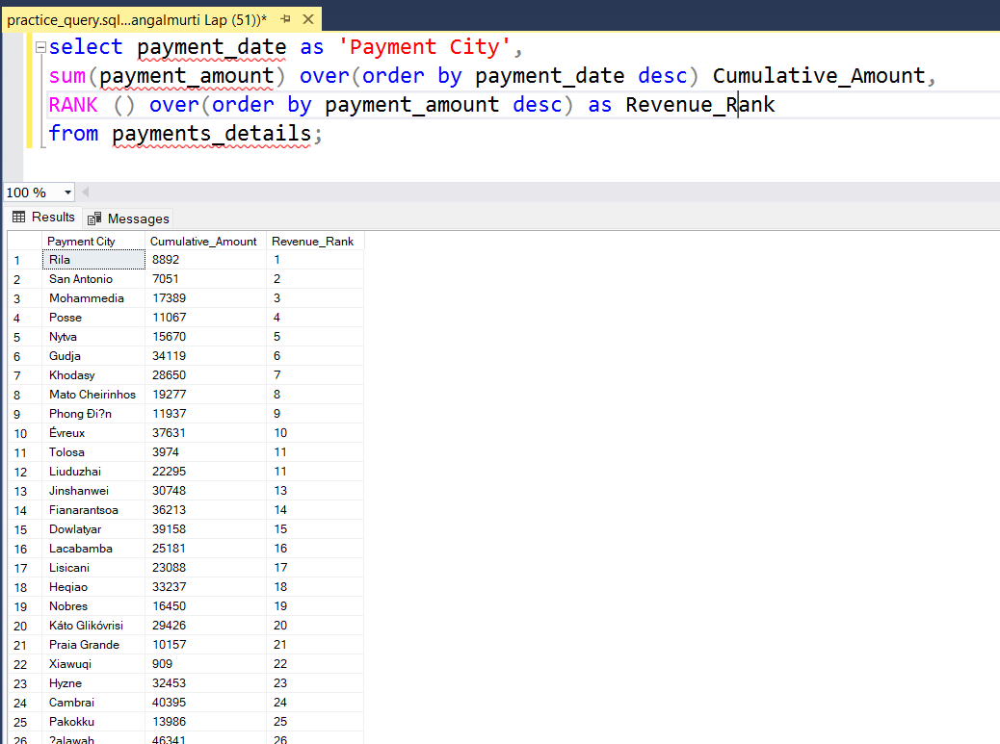 practice_query.sql...angalmurti Lap (51))*
select payment_date as 'Payment City',
sum(payment_amount) over(order by payment_date desc) Cumulative_Amount,
RANK () over(order by payment_amount desc) as Revenue_Rank
from payments_details;
100 %
Results Messages
Payment City Cumulative_Amount Revenue_Rank
1 Rila 8892 1
2 San Antonio 7051 2
3 Mohammedia 17389 3
4 Posse 11067 4
5 Nytva 15670 5
6 Gudja 34119 6
7 Khodasy 28650 7
8 Mato Cheirinhos 19277 8
9 Phong Đi?n 11937 9
10 Évreux 37631 10
11 Tolosa 3974 11
12 Liuduzhai 22295 11
13 Jinshanwei 30748 13
14 Fianarantsoa 36213 14
15 Dowlatyar 39158 15
16 Lacabamba 25181 16
17 Lisicani 23088 17
18 Heqiao 33237 18
19 Nobres 16450 19
20 Káto Glikóvrisi 29426 20
21 Praia Grande 10157 21
22 Xiawuqi 909 22
23 Hyzne 32453 23
24 Cambrai 40395 24
25 Pakokku 13986 25
26 ?alawah 46341 26